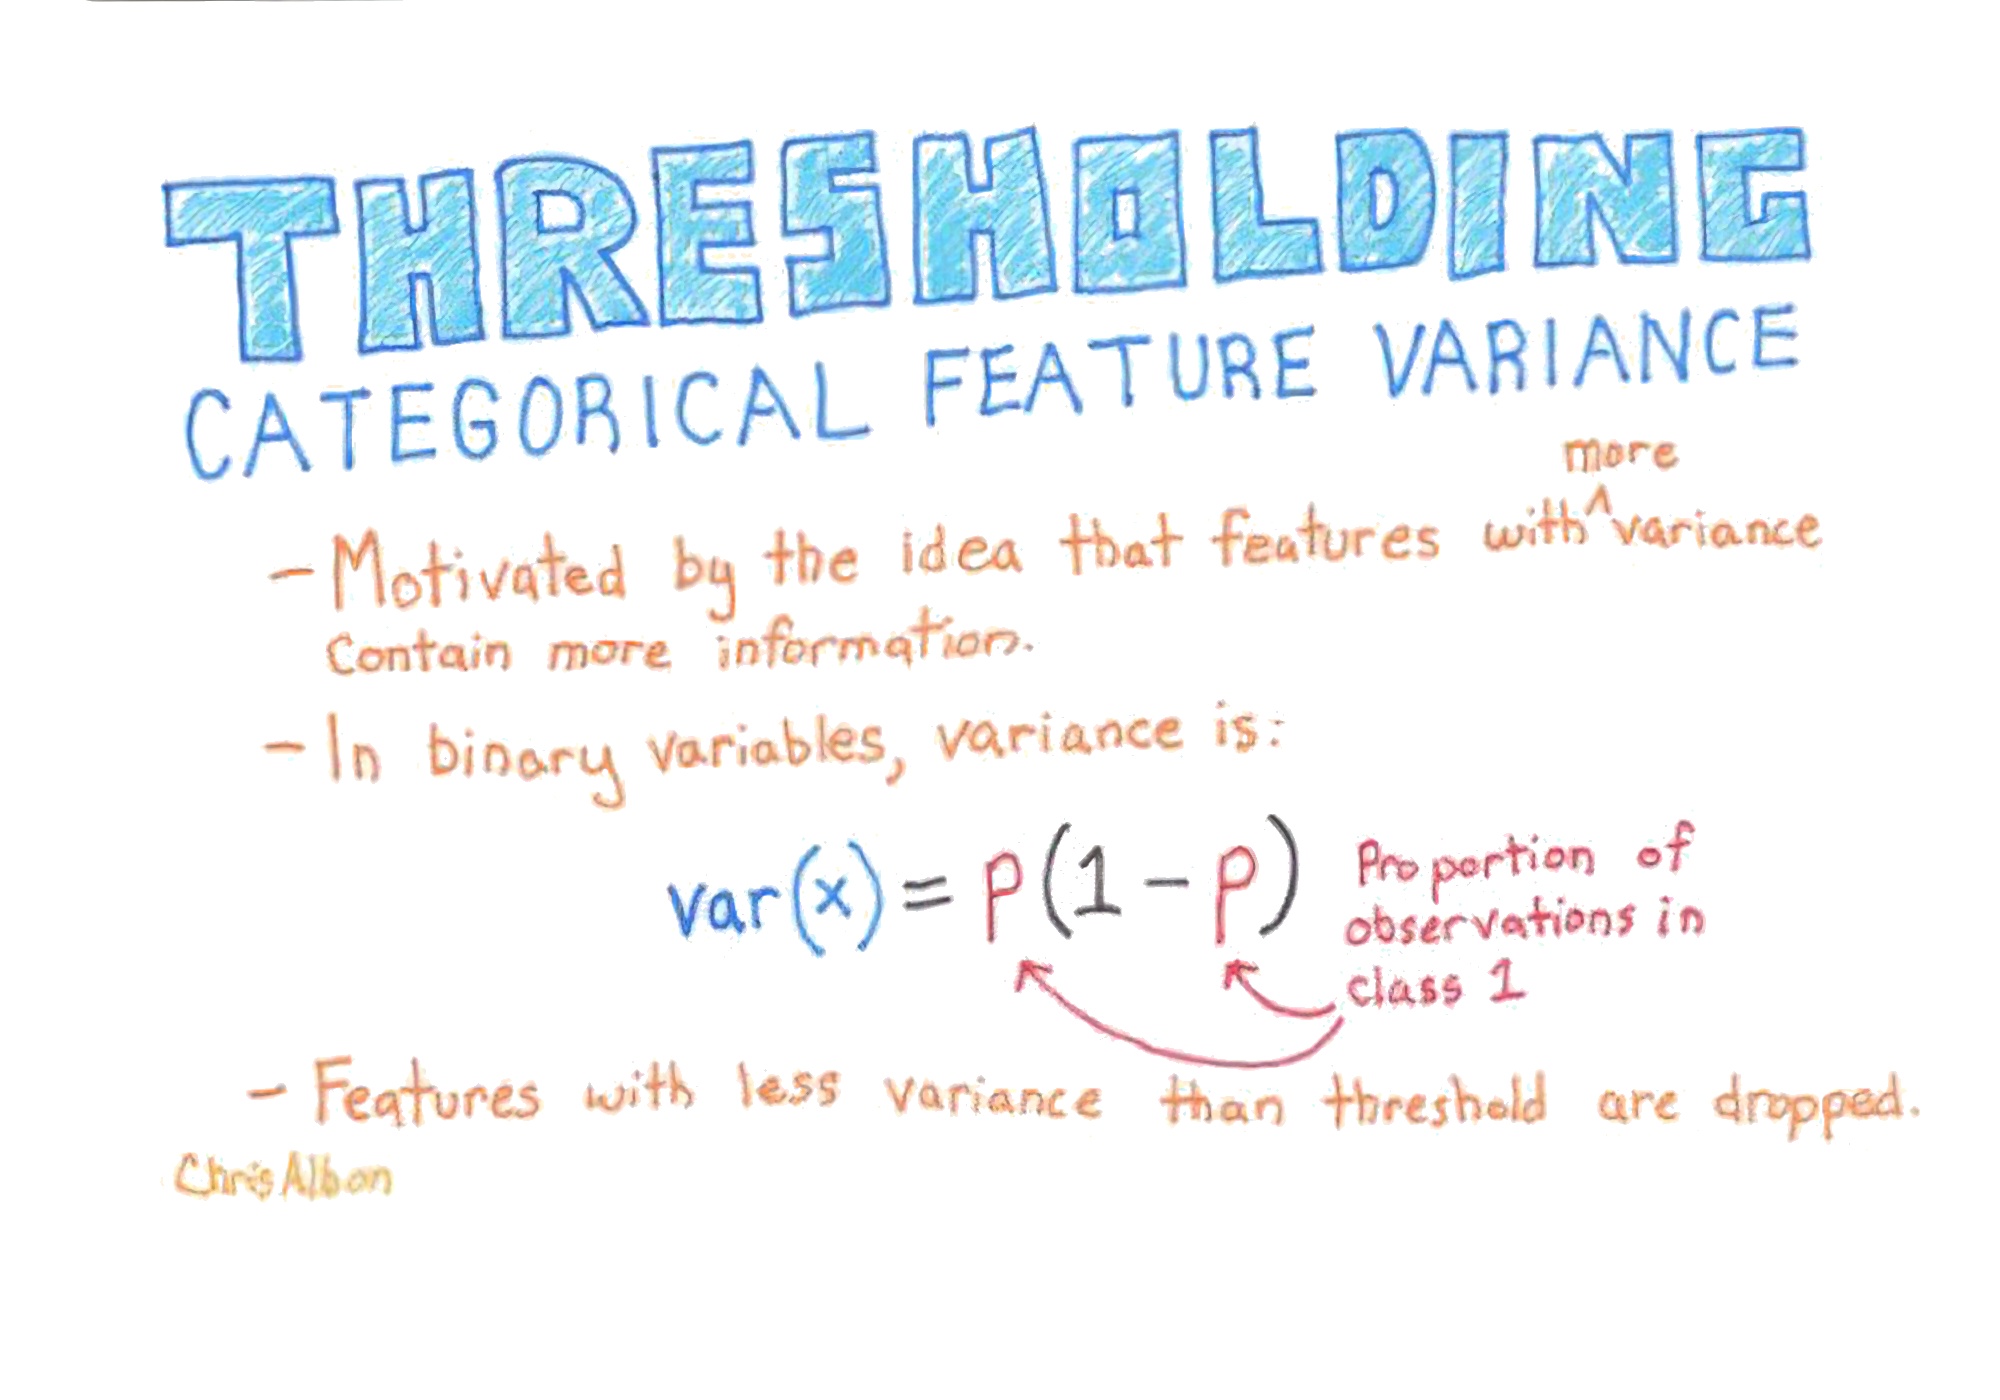 THRESHOLDING
CATEGORICAL FEATURE VARIANCE
more
- Motivated by the idea that features with^variance
Contain more information.
- In binary variables, variance is:
var(x) = P(1-P)
Proportion of
observations in
class 1
- Features with less variance than threshold are dropped.
Chris Albon